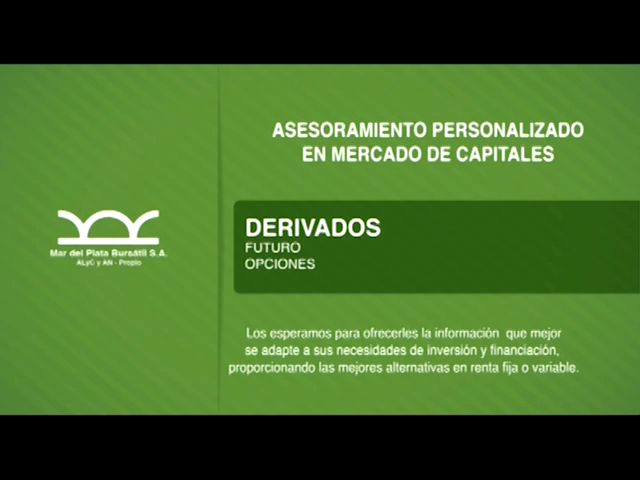 ASESORAMIENTO PERSONALIZADO
EN MERCADO DE CAPITALES
Mar del Plata Bursátil S.A.
ALyC y AN - Propio
DERIVADOS
FUTURO
OPCIONES
Los esperamos para ofrecerles la información que mejor
se adapte a sus necesidades de inversión y financiación,
proporcionando las mejores alternativas en renta fija o variable.